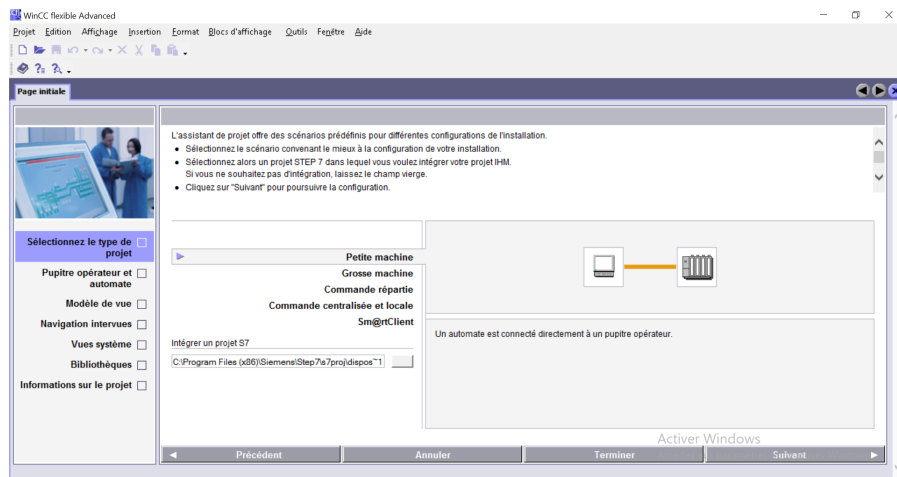 WinCC flexible Advanced
Projet Edition Affichage Insertion Format Blocs d'affichage Outils Fenêtre Aide
Page initiale
L'assistant de projet offre des scénarios prédéfinis pour différentes configurations de l'installation.
• Sélectionnez le scénario convenant le mieux à la configuration de votre installation.
• Sélectionnez alors un projet STEP 7 dans lequel vous voulez intégrer votre projet IHM.
Si vous ne souhaitez pas d'intégration, laissez le champ vierge.
• Cliquez sur "Suivant" pour poursuivre la configuration.
Sélectionnez le type de
projet
Pupitre opérateur et
automate
Modèle de vue
Navigation intervues
Vues système
Bibliothèques
Informations sur le projet
Petite machine
Grosse machine
Commande répartie
Commande centralisée et locale
Sm@rtClient
Intégrer un projet S7
C:\Program Files (x86)\Siemens\Step7\s7proj\dispos~1
Un automate est connecté directement à un pupitre opérateur.
Activer Windows
Précédent Annuler Terminer Suivant